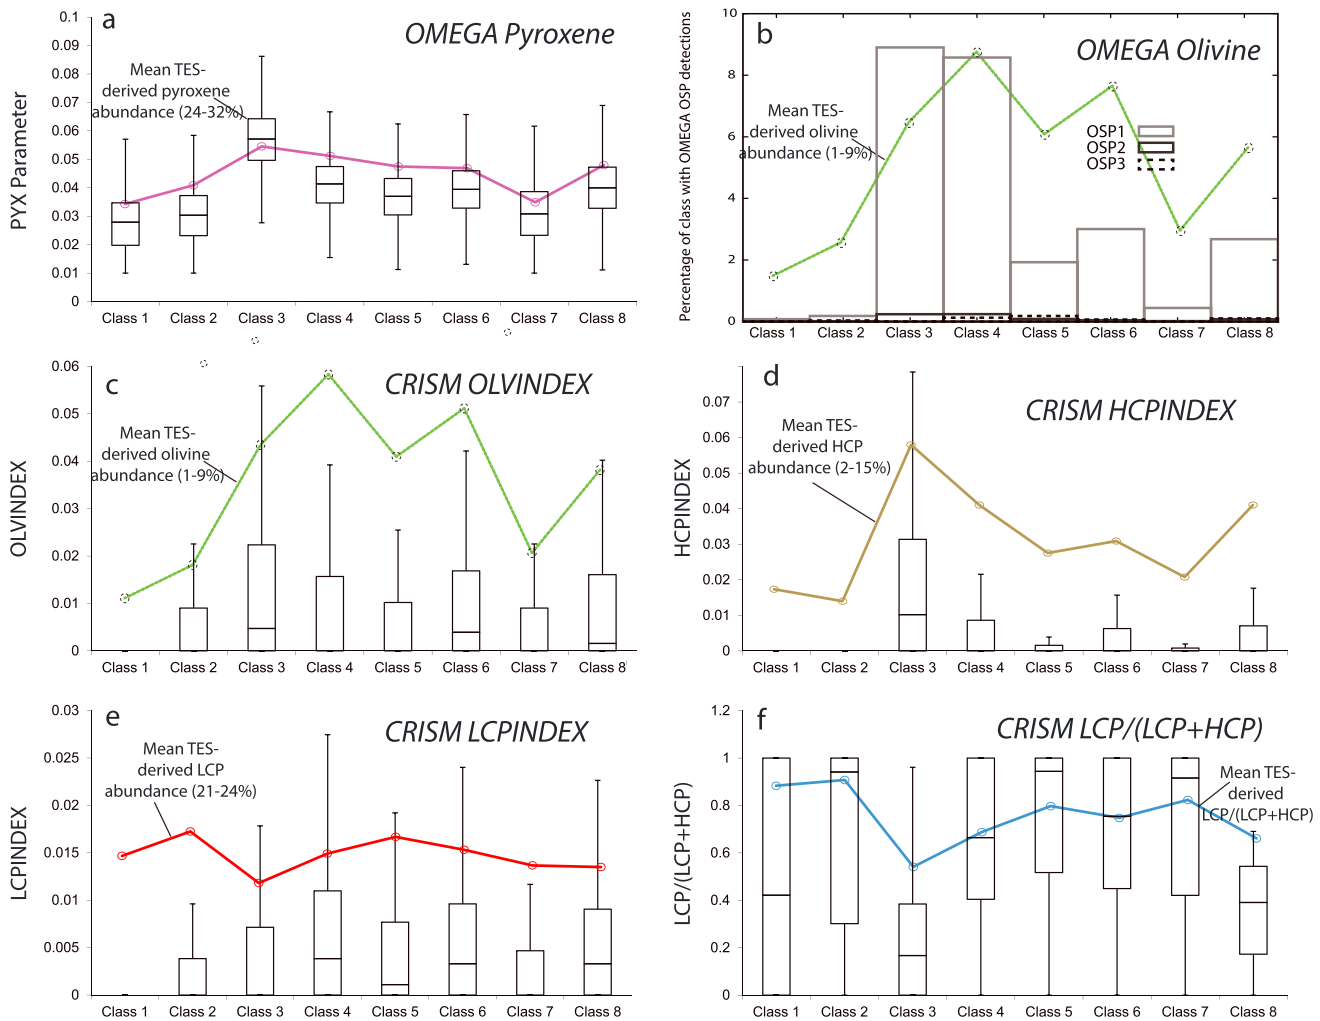 a
OMEGA Pyroxene
Mean TES-
derived pyroxene
abundance (24-32%)
PYX Parameter
0.1
0.09
0.08
0.07
0.06
0.05
0.04
0.03
0.02
0.01
0
Class 1 Class 2 Class 3 Class 4 Class 5 Class 6 Class 7 Class 8
b
OMEGA Olivine
Mean TES-
derived olivine
abundance (1-9%)
OSP1
OSP2
OSP3
Percentage of class with OMEGA OSP detections
10
8
6
4
2
0
Class 1 Class 2 Class 3 Class 4 Class 5 Class 6 Class 7 Class 8
c
CRISM OLVINDEX
Mean TES-
derived olivine
abundance (1-9%)
OLVINDEX
0.06
0.05
0.04
0.03
0.02
0.01
0
Class 1 Class 2 Class 3 Class 4 Class 5 Class 6 Class 7 Class 8
d
CRISM HCPINDEX
Mean TES-
derived HCP
abundance (2-15%)
HCPINDEX
0.07
0.06
0.05
0.04
0.03
0.02
0.01
0
Class 1 Class 2 Class 3 Class 4 Class 5 Class 6 Class 7 Class 8
e
CRISM LCPINDEX
Mean TES-
derived LCP
abundance (21-24%)
LCPINDEX
0.03
0.025
0.02
0.015
0.01
0.005
0
Class 1 Class 2 Class 3 Class 4 Class 5 Class 6 Class 7 Class 8
f
CRISM LCP/(LCP+HCP)
Mean TES-
derived
LCP/(LCP+HCP)
LCP/(LCP+HCP)
1.2
1
0.8
0.6
0.4
0.2
0
Class 1 Class 2 Class 3 Class 4 Class 5 Class 6 Class 7 Class 8